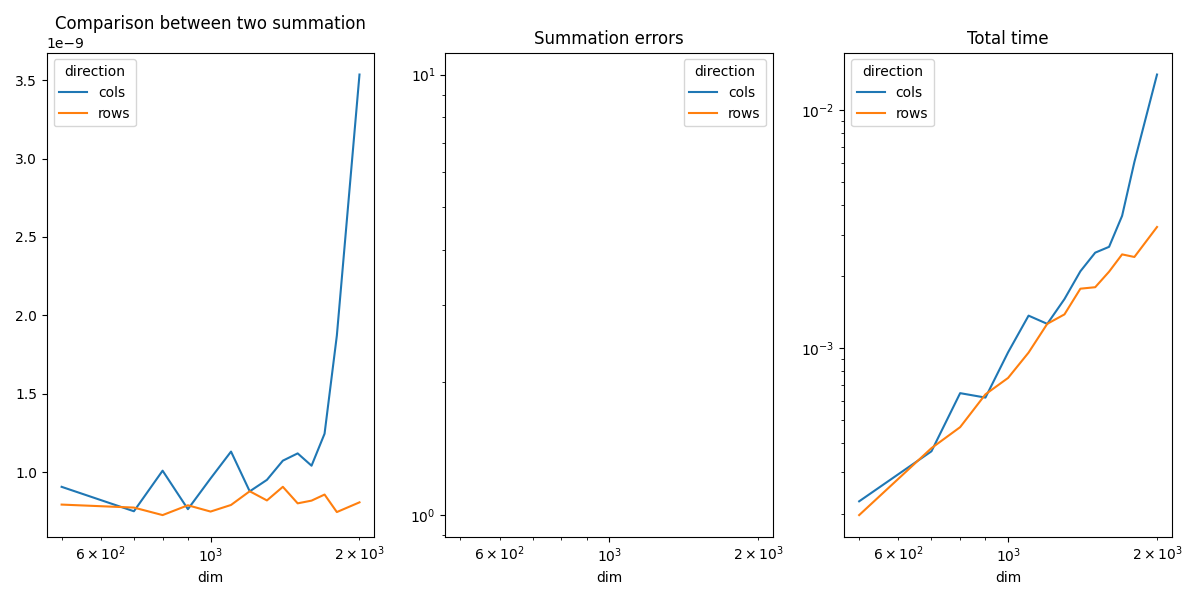 Comparison between two summation
1e−9
direction
cols
rows
3.5
3.0
2.5
2.0
1.5
1.0
6 × 10²
10³
2 × 10³
dim
Summation errors
direction
cols
rows
10¹
10⁰
6 × 10²
10³
2 × 10³
dim
Total time
direction
cols
rows
10⁻²
10⁻³
6 × 10²
10³
2 × 10³
dim